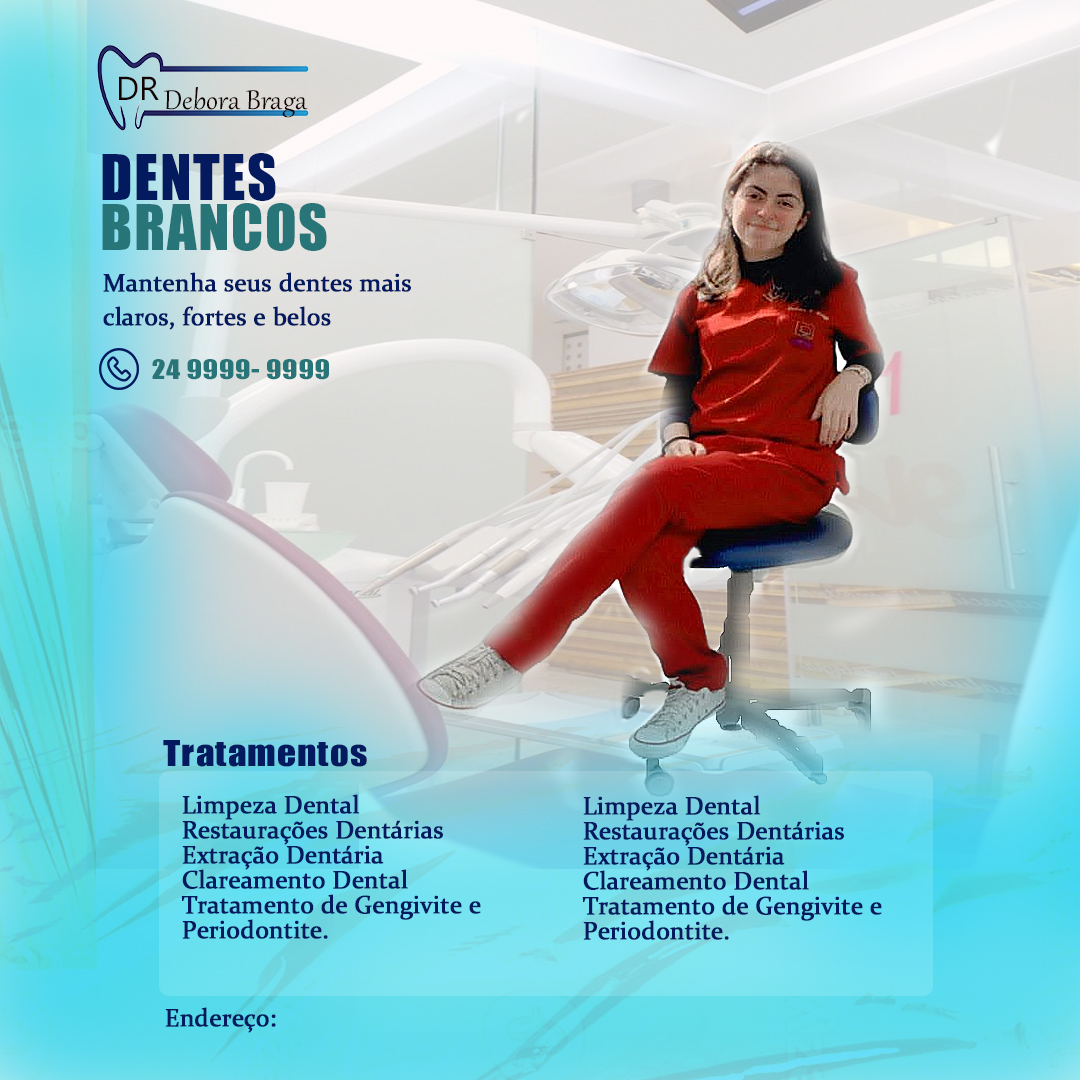 DR Debora Braga
DENTES
BRANCOS
Mantenha seus dentes mais
claros, fortes e belos
24 9999- 9999
Tratamentos
Limpeza Dental
Restaurações Dentárias
Extração Dentária
Clareamento Dental
Tratamento de Gengivite e
Periodontite.
Limpeza Dental
Restaurações Dentárias
Extração Dentária
Clareamento Dental
Tratamento de Gengivite e
Periodontite.
Endereço: